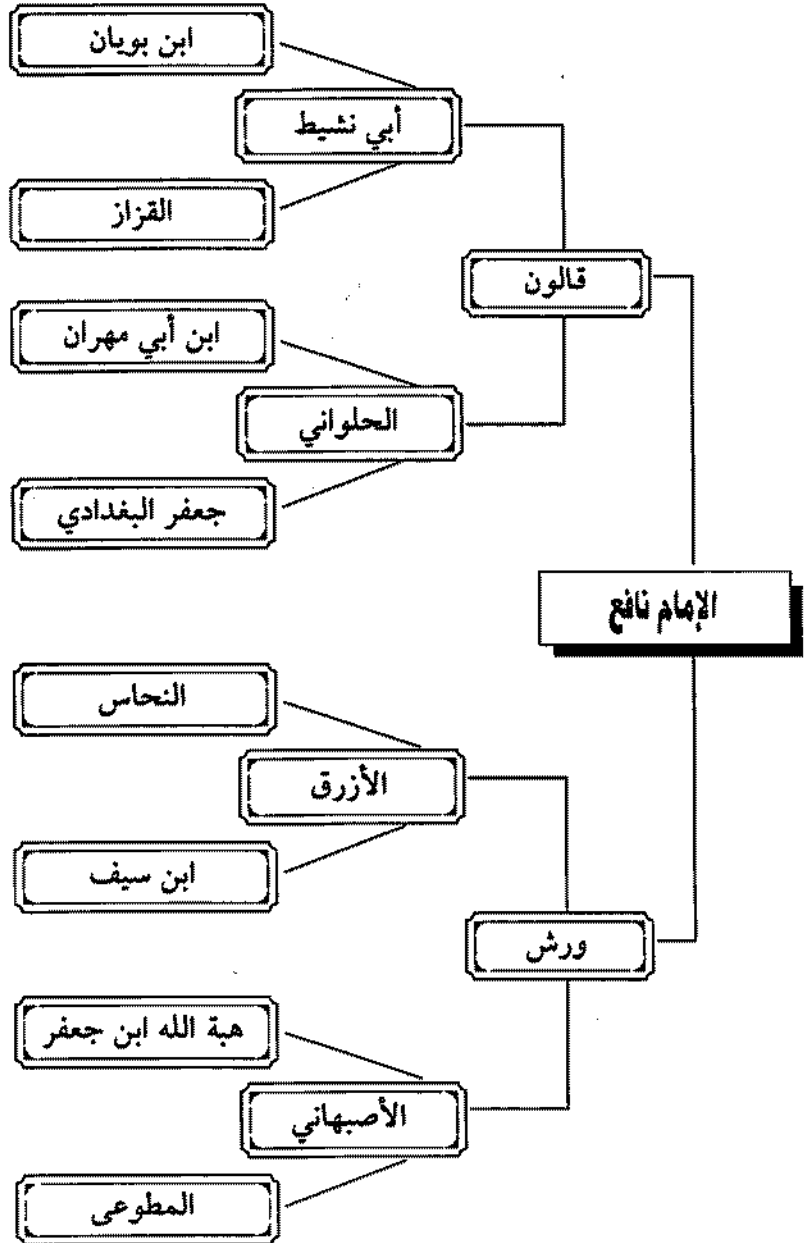 ابن بويان
أبي نشيط
القزاز
قالون
ابن أبي مهران
الحلواني
جعفر البغدادي
الإمام نافع
النحاس
الأزرق
ابن سيف
ورش
هبة الله ابن جعفر
الأصبهاني
المطوعى